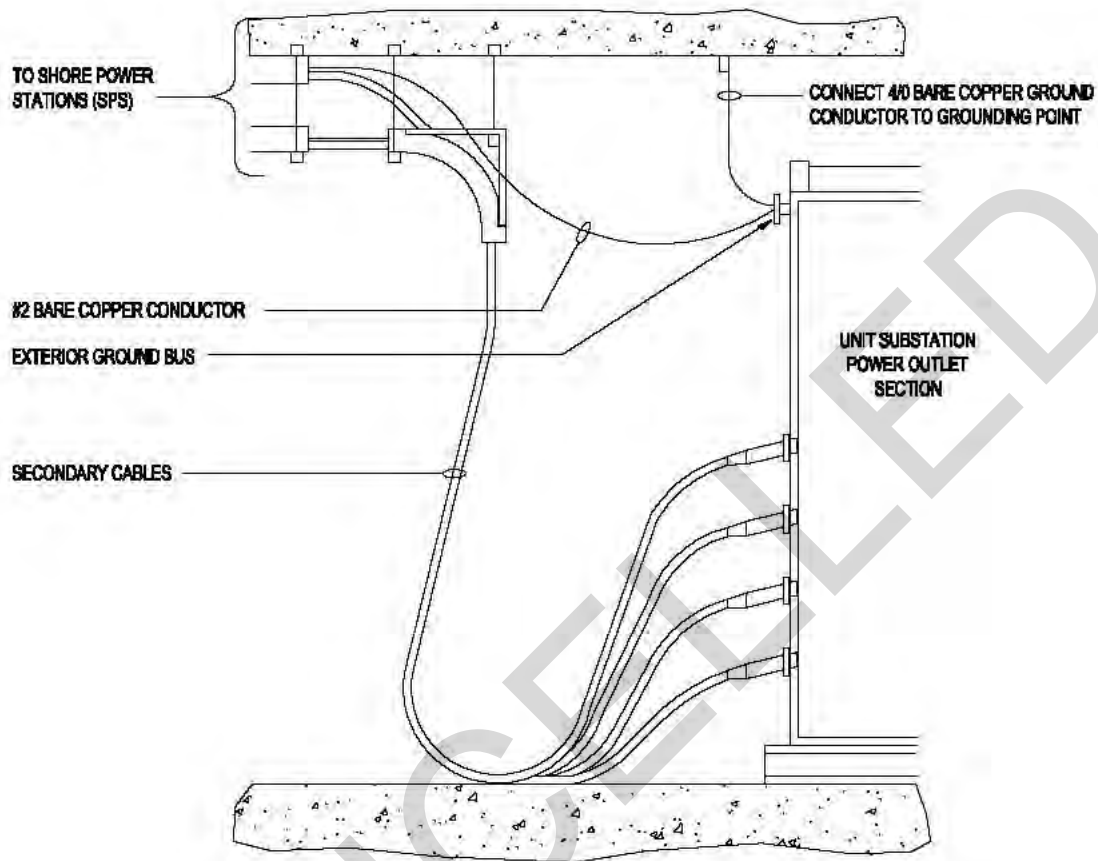 TO SHORE POWER
STATIONS (SPS)
CONNECT 4/0 BARE COPPER GROUND
CONDUCTOR TO GROUNDING POINT
#2 BARE COPPER CONDUCTOR
EXTERIOR GROUND BUS
UNIT SUBSTATION
POWER OUTLET
SECTION
SECONDARY CABLES
NCELLED